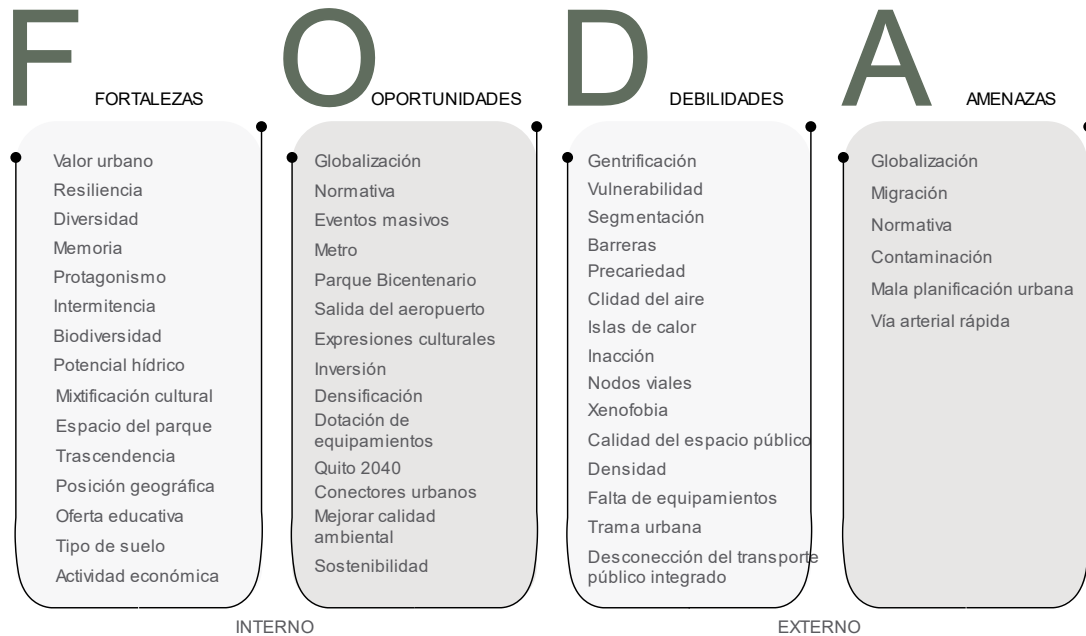 F
FORTALEZAS
Valor urbano
Resiliencia
Diversidad
Memoria
Protagonismo
Intermitencia
Biodiversidad
Potencial hídrico
Mixtificación cultural
Espacio del parque
Trascendencia
Posición geográfica
Oferta educativa
Tipo de suelo
Actividad económica
O
OPORTUNIDADES
Globalización
Normativa
Eventos masivos
Metro
Parque Bicentenario
Salida del aeropuerto
Expresiones culturales
Inversión
Densificación
Dotación de
equipamientos
Quito 2040
Conectores urbanos
Mejorar calidad
ambiental
Sostenibilidad
INTERNO
D
DEBILIDADES
Gentrificación
Vulnerabilidad
Segmentación
Barreras
Precariedad
Clidad del aire
Islas de calor
Inacción
Nodos viales
Xenofobia
Calidad del espacio público
Densidad
Falta de equipamientos
Trama urbana
Desconección del transporte
público integrado
A
AMENAZAS
Globalización
Migración
Normativa
Contaminación
Mala planificación urbana
Vía arterial rápida
EXTERNO